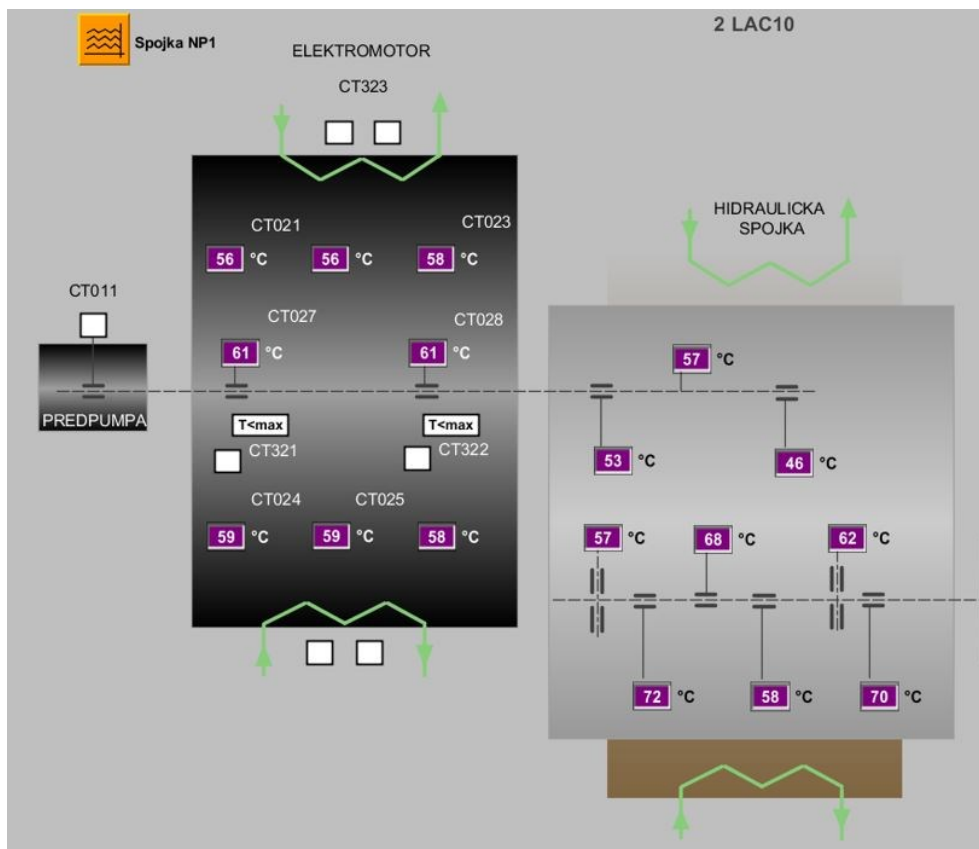 2 LAC10
Spojka NP1
ELEKTROMOTOR
CT323
CT021
CT023
56 °C
56 °C
58 °C
HIDRAULICKA
SPOJKA
CT011
CT027
CT028
61 °C
61 °C
57 °C
PREDPUMPA
T<max
T<max
CT321
CT322
53 °C
46 °C
CT024
CT025
59 °C
59 °C
58 °C
57 °C
68 °C
62 °C
72 °C
58 °C
70 °C